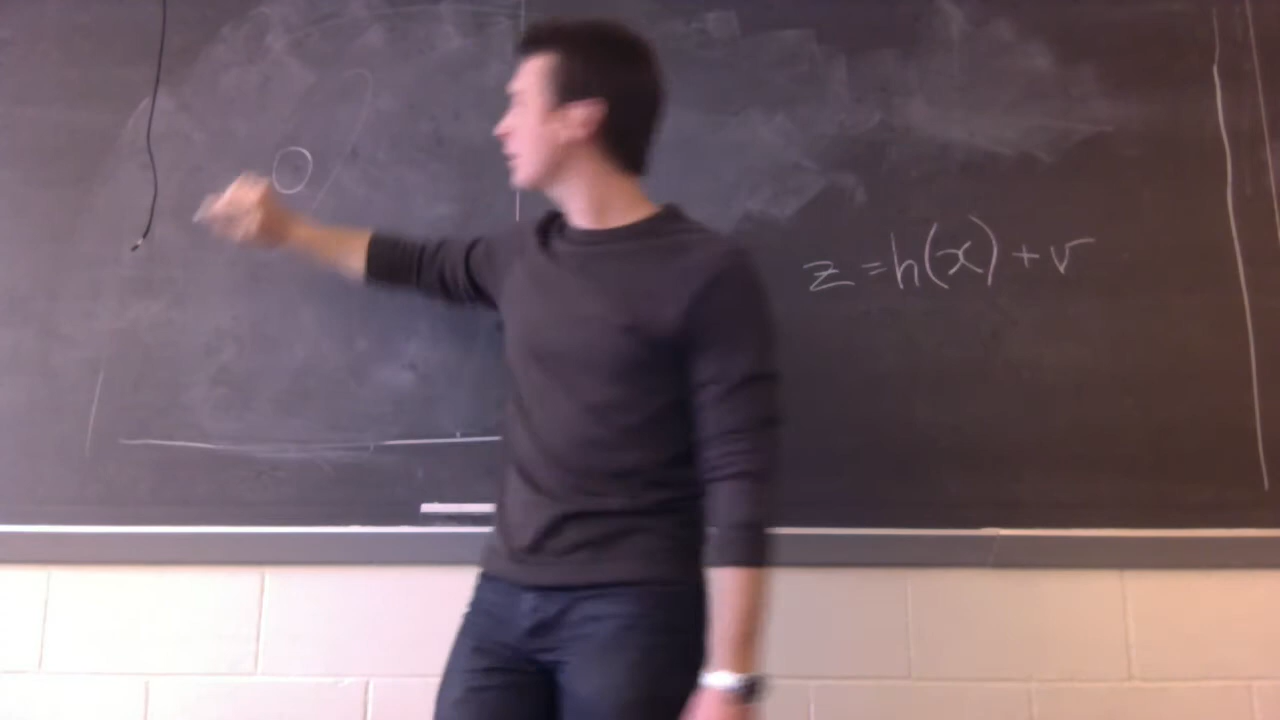 z = h(x) + v